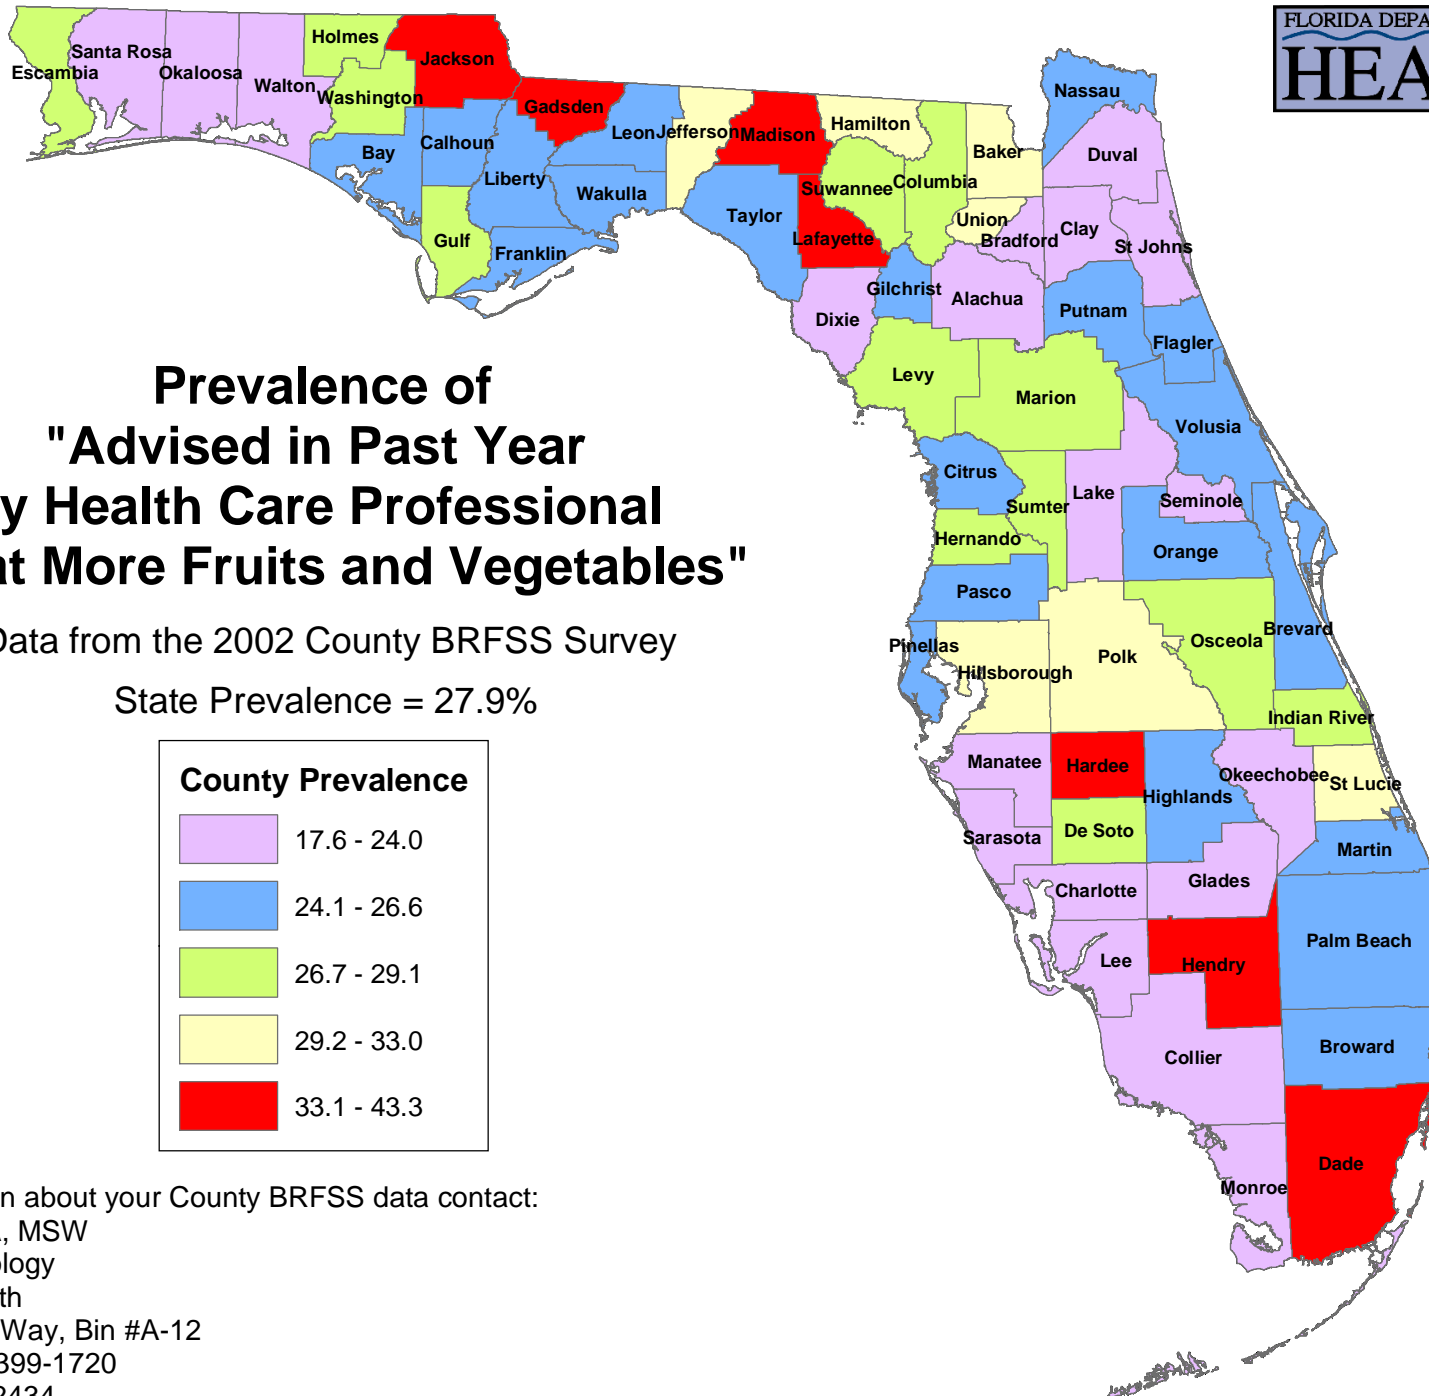 FLORIDA DEPA
HEA
Holmes
Santa Rosa
Jackson
Escambia
Okaloosa
Walton
Washington
Gadsden
Nassau
Leon
Jefferson
Madison
Hamilton
Calhoun
Bay
Baker
Duval
Liberty
Wakulla
Suwannee
Columbia
Taylor
Union
Gulf
Franklin
Lafayette
Bradford
Clay
St Johns
Gilchrist
Alachua
Dixie
Putnam
Flagler
Levy
Marion
Volusia
Citrus
Lake
Sumter
Seminole
Hernando
Orange
Pasco
Pinellas
Hillsborough
Polk
Osceola
Brevard
Indian River
Manatee
Hardee
Highlands
Okeechobee
St Lucie
Sarasota
De Soto
Martin
Charlotte
Glades
Lee
Hendry
Palm Beach
Collier
Broward
Dade
Monroe
Prevalence of
"Advised in Past Year
y Health Care Professional
at More Fruits and Vegetables"
Data from the 2002 County BRFSS Survey
State Prevalence = 27.9%
County Prevalence
17.6 - 24.0
24.1 - 26.6
26.7 - 29.1
29.2 - 33.0
33.1 - 43.3
n about your County BRFSS data contact:
, MSW
ology
th
Way, Bin #A-12
399-1720
2434